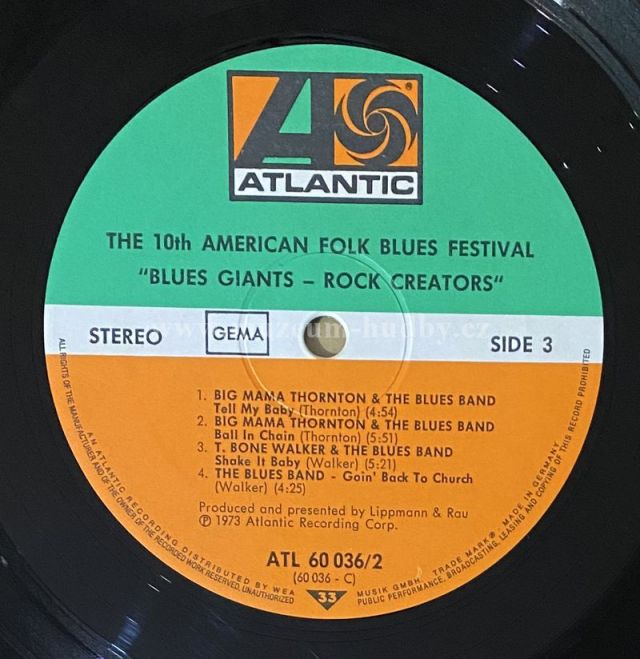 ATLANTIC
®
THE 10th AMERICAN FOLK BLUES FESTIVAL
"BLUES GIANTS – ROCK CREATORS"
STEREO
GEMA
SIDE 3
1. BIG MAMA THORNTON & THE BLUES BAND
Tell My Baby (Thornton) (4:54)
2. BIG MAMA THORNTON & THE BLUES BAND
Ball In Chain (Thornton) (5:51)
3. T. BONE WALKER & THE BLUES BAND
Shake It Baby (Walker) (5:21)
4. THE BLUES BAND - Goin' Back To Church
(Walker) (4:25)
Produced and presented by Lippmann & Rau
℗ 1973 Atlantic Recording Corp.
ATL 60 036/2
(60 036 - C)
33
AN ATLANTIC RECORDING DISTRIBUTED BY WEA MUSIK GMBH. TRADE MARK® MADE IN GERMANY
ALL RIGHTS OF THE MANUFACTURER AND OF THE OWNER OF THE RECORDED WORK RESERVED. UNAUTHORIZED PUBLIC PERFORMANCE, BROADCASTING, LEASING AND COPYING OF THIS RECORD PROHIBITED